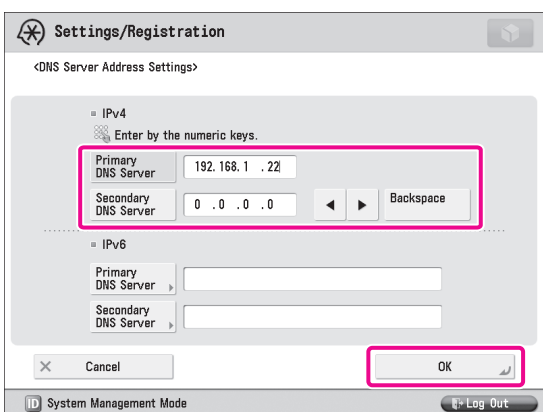 Settings/Registration
<DNS Server Address Settings>
IPv4
Enter by the numeric keys.
Primary
DNS Server
192.168.1 .22
Secondary
DNS Server
0 .0 .0 .0
Backspace
IPv6
Primary
DNS Server
Secondary
DNS Server
Cancel
OK
ID System Management Mode
Log Out